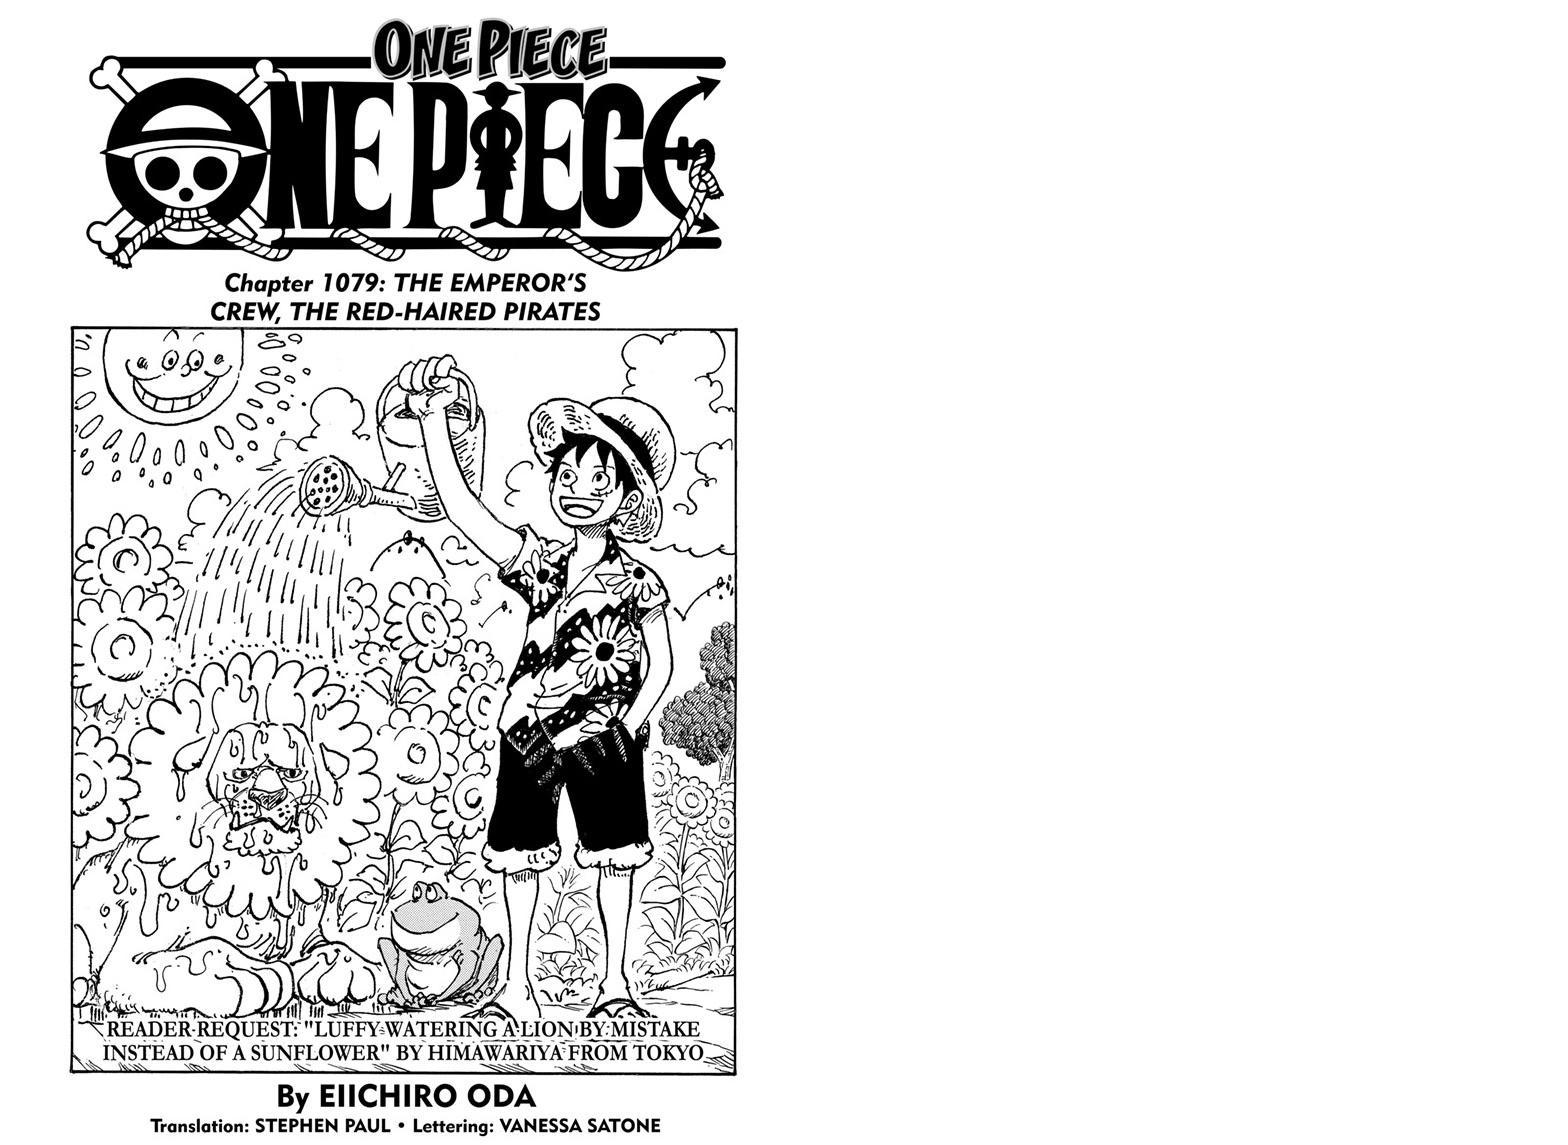 ONE PIECE
ONE PIECE
Chapter 1079: THE EMPEROR'S
CREW, THE RED-HAIRED PIRATES
READER REQUEST: "LUFFY WATERING A LION BY MISTAKE
INSTEAD OF A SUNFLOWER" BY HIMAWARIYA FROM TOKYO
By EIICHIRO ODA
Translation: STEPHEN PAUL • Lettering: VANESSA SATONE